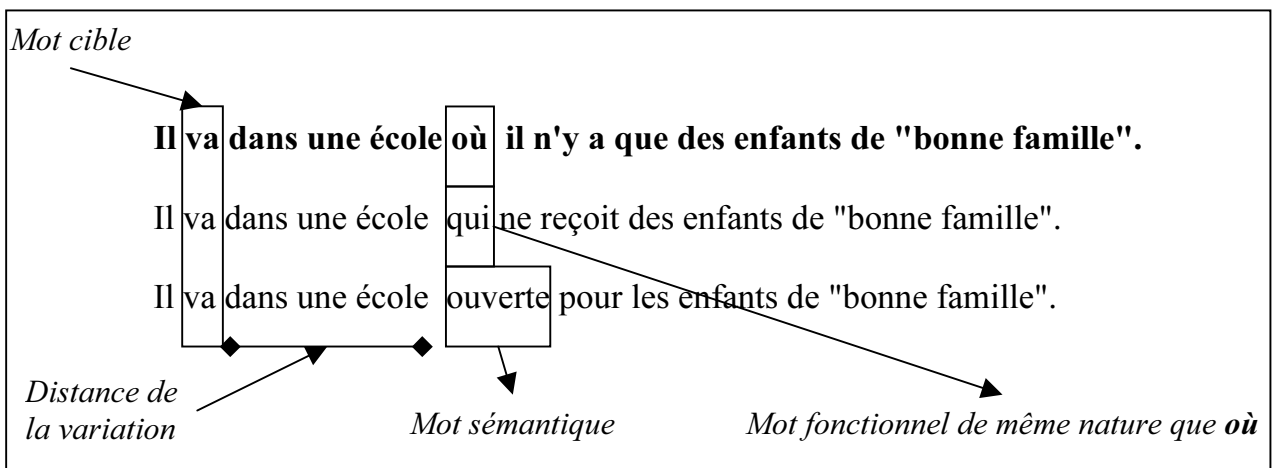 Mot cible
Il va dans une école où il n'y a que des enfants de "bonne famille".
Il va dans une école qui ne reçoit des enfants de "bonne famille".
Il va dans une école ouverte pour les enfants de "bonne famille".
Distance de
la variation
Mot sémantique
Mot fonctionnel de même nature que où